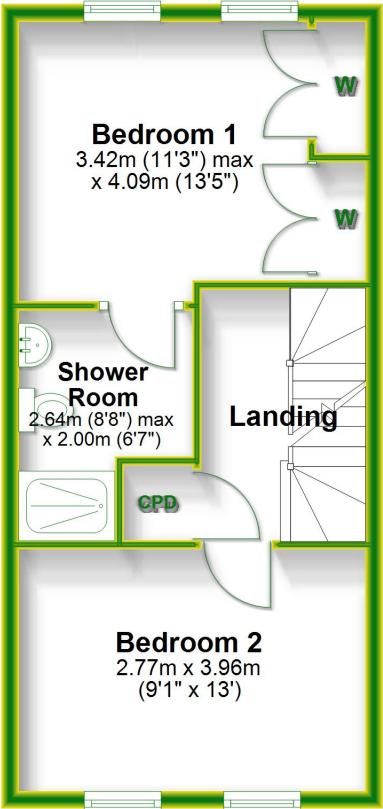 Bedroom 1
3.42m (11'3") max
x 4.09m (13'5")
W
W
Shower
Room
2.64m (8'8") max
x 2.00m (6'7")
Landing
CPD
Bedroom 2
2.77m x 3.96m
(9'1" x 13')